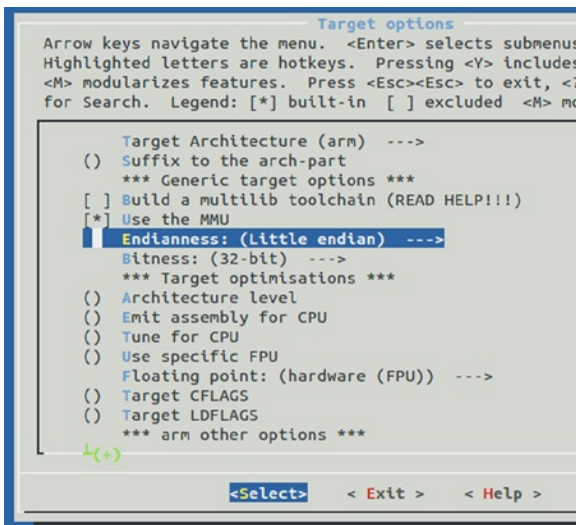 Target options
Arrow keys navigate the menu. <Enter> selects submenus
Highlighted letters are hotkeys. Pressing <Y> includes
<M> modularizes features. Press <Esc><Esc> to exit, <?
for Search. Legend: [*] built-in [ ] excluded <M> mo
Target Architecture (arm) --->
() Suffix to the arch-part
*** Generic target options ***
[ ] Build a multilib toolchain (READ HELP!!!)
[*] Use the MMU
Endianness: (Little endian) --->
Bitness: (32-bit) --->
*** Target optimisations ***
() Architecture level
() Emit assembly for CPU
() Tune for CPU
() Use specific FPU
Floating point: (hardware (FPU)) --->
() Target CFLAGS
() Target LDFLAGS
*** arm other options ***
(+)
<Select> < Exit > < Help >